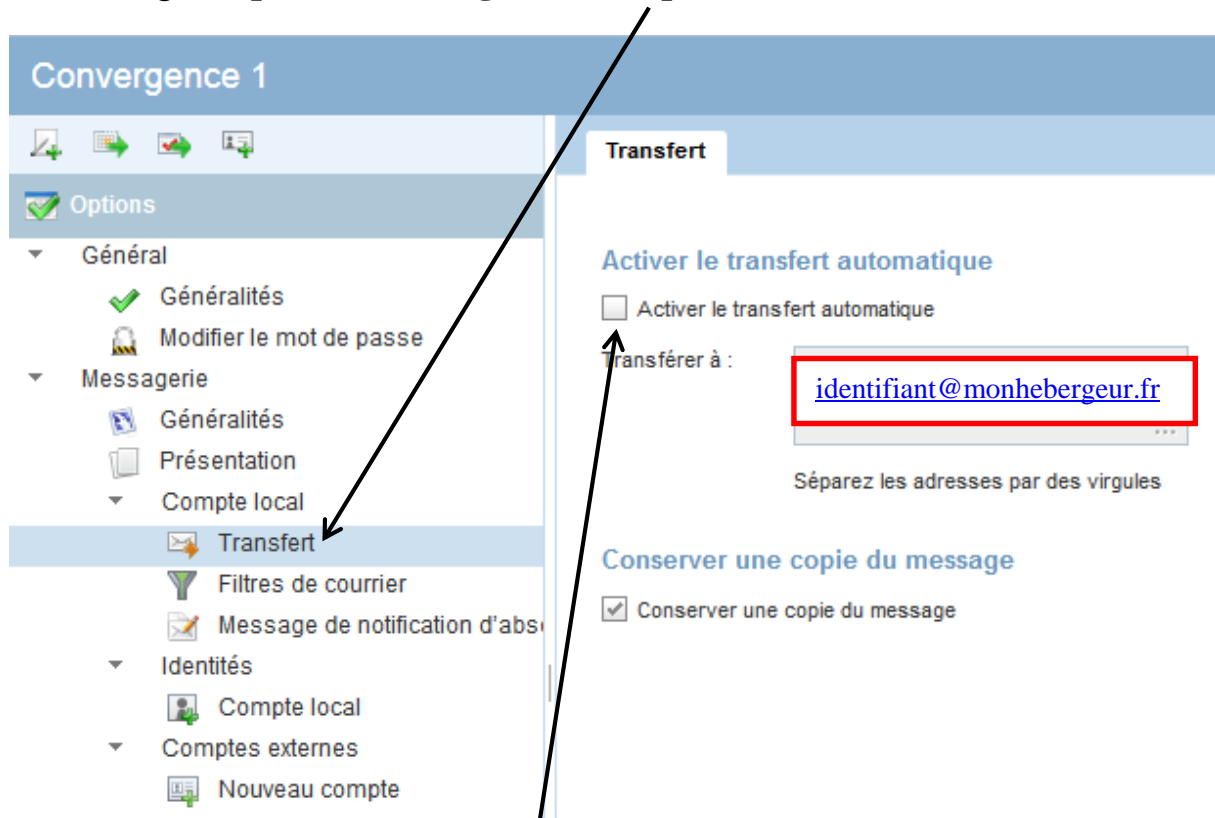 Convergence 1
Options
Général
Généralités
Modifier le mot de passe
Messagerie
Généralités
Présentation
Compte local
Transfert
Filtres de courrier
Message de notification d'abs
Identités
Compte local
Comptes externes
Nouveau compte
Transfert
Activer le transfert automatique
Activer le transfert automatique
Transférer à :
identifiant@monhebergeur.fr
...
Séparez les adresses par des virgules
Conserver une copie du message
Conserver une copie du message